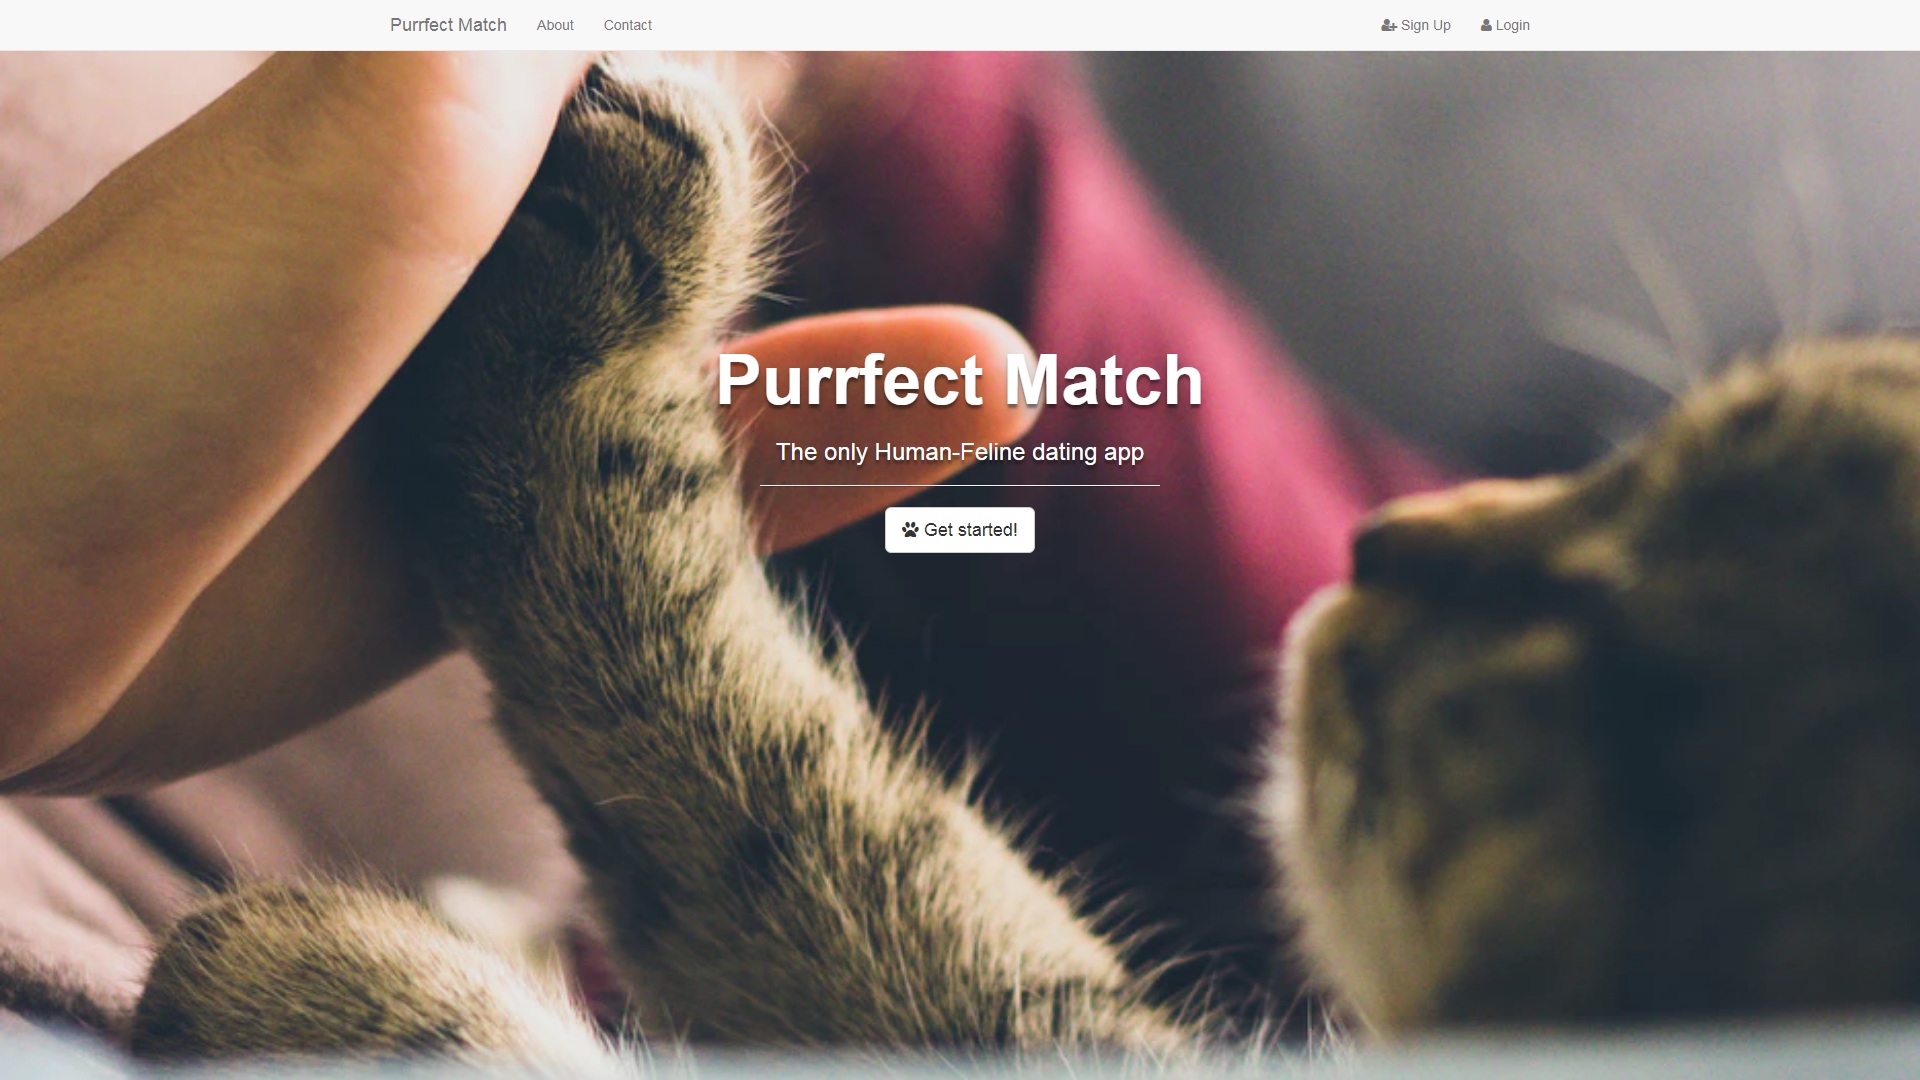 Purrfect Match
About
Contact
Sign Up
Login
Purrfect Match
The only Human-Feline dating app
Get started!